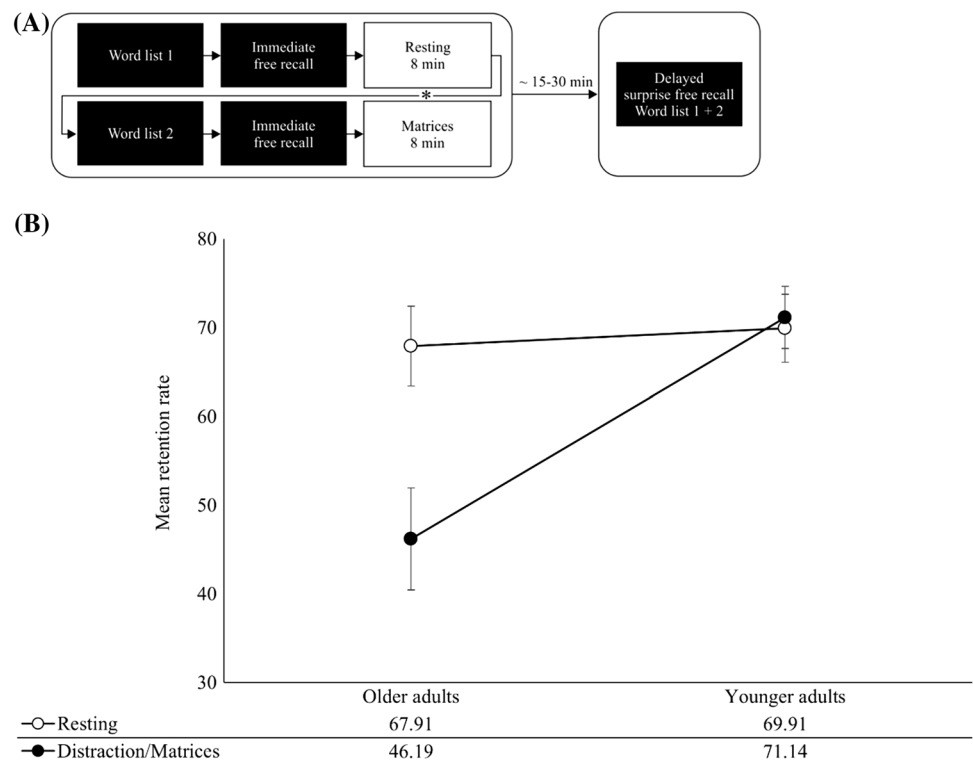 (A)
Word list 1
Immediate
free recall
Resting
8 min
*
Word list 2
Immediate
free recall
Matrices
8 min
~ 15-30 min
Delayed
surprise free recall
Word list 1 + 2
(B)
Mean retention rate
80
70
60
50
40
30
Older adults Younger adults
Resting 67.91 69.91
Distraction/Matrices 46.19 71.14